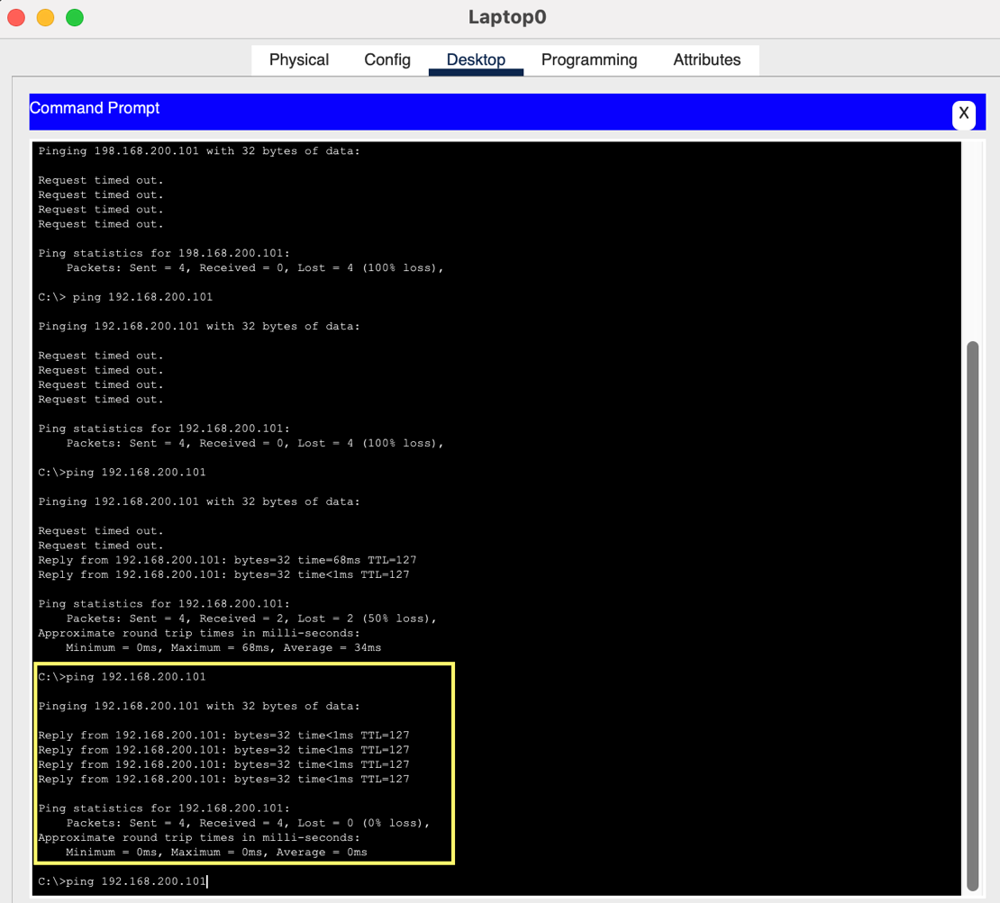 Laptop0
Physical Config Desktop Programming Attributes
Command Prompt
X
Pinging 198.168.200.101 with 32 bytes of data:
Request timed out.
Request timed out.
Request timed out.
Request timed out.
Ping statistics for 198.168.200.101:
Packets: Sent = 4, Received = 0, Lost = 4 (100% loss),
C:\> ping 192.168.200.101
Pinging 192.168.200.101 with 32 bytes of data:
Request timed out.
Request timed out.
Request timed out.
Request timed out.
Ping statistics for 192.168.200.101:
Packets: Sent = 4, Received = 0, Lost = 4 (100% loss),
C:\>ping 192.168.200.101
Pinging 192.168.200.101 with 32 bytes of data:
Request timed out.
Request timed out.
Reply from 192.168.200.101: bytes=32 time=68ms TTL=127
Reply from 192.168.200.101: bytes=32 time<1ms TTL=127
Ping statistics for 192.168.200.101:
Packets: Sent = 4, Received = 2, Lost = 2 (50% loss),
Approximate round trip times in milli-seconds:
Minimum = 0ms, Maximum = 68ms, Average = 34ms
C:\>ping 192.168.200.101
Pinging 192.168.200.101 with 32 bytes of data:
Reply from 192.168.200.101: bytes=32 time<1ms TTL=127
Reply from 192.168.200.101: bytes=32 time<1ms TTL=127
Reply from 192.168.200.101: bytes=32 time<1ms TTL=127
Reply from 192.168.200.101: bytes=32 time<1ms TTL=127
Ping statistics for 192.168.200.101:
Packets: Sent = 4, Received = 4, Lost = 0 (0% loss),
Approximate round trip times in milli-seconds:
Minimum = 0ms, Maximum = 0ms, Average = 0ms
C:\>ping 192.168.200.101